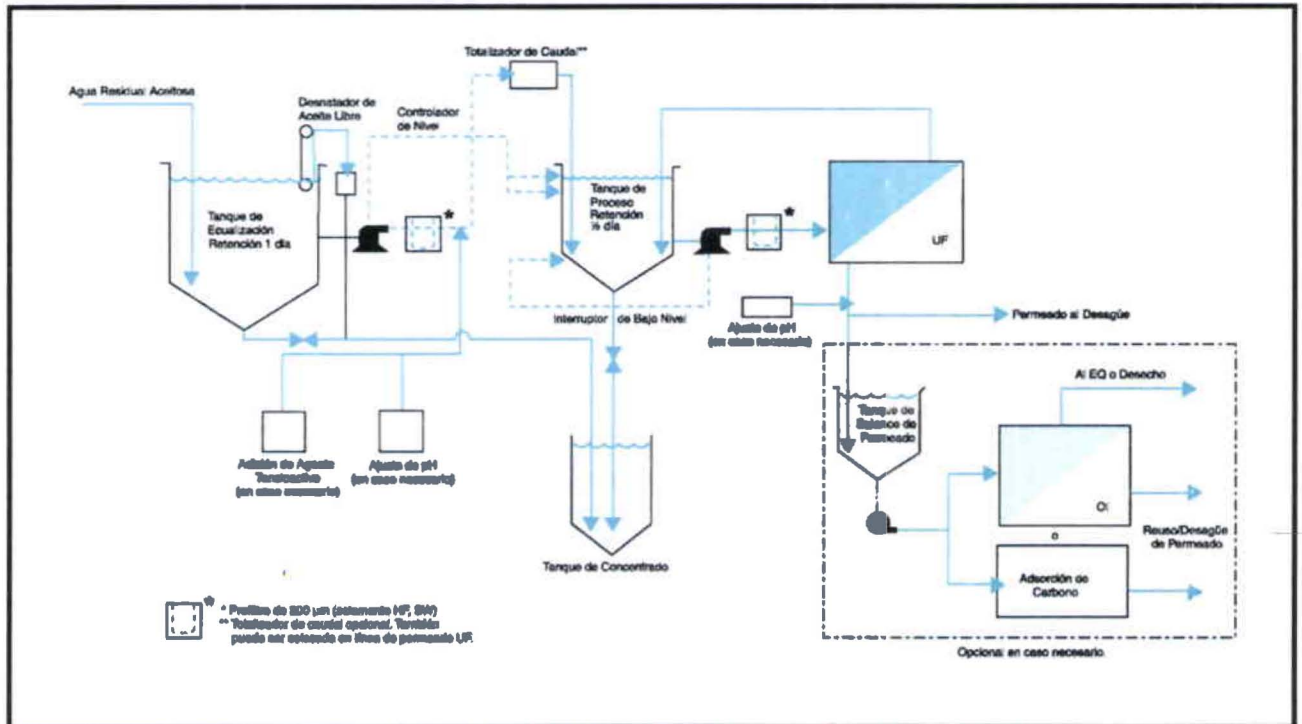 Totalizador de Caudal**
Agua Residual Aceitosa
Desnatador de
Aceite Libre
Controlador
de Nivel
*
Tanque de
Ecualización
Retención 1 día
Tanque de
Proceso
Retención
½ día
*
UF
Interruptor de Bajo Nivel
Ajuste de pH
(en caso necesario)
Permeado al Desagüe
Al EQ o Desecho
Tanque de
Balance de
Permeado
Adición de Agente
Tensioactivo
(en caso necesario)
Ajuste de pH
(en caso necesario)
OI
o
Reuso/Desagüe
de Permeado
Adsorción de
Carbono
Tanque de Concentrado
*
* Prefiltro de 200 µm (solamente HF, SW)
** Totalizador de caudal opcional. También
puede ser colocado en línea de permeado UF.
Opcional en caso necesario